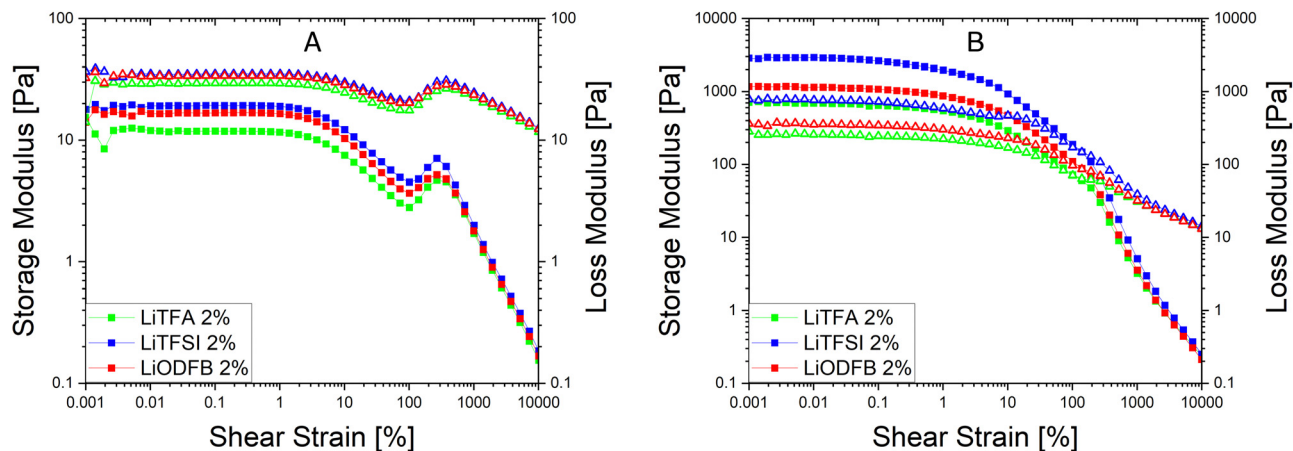 A
Storage Modulus [Pa]
100
10
1
0.1
Loss Modulus [Pa]
100
10
1
0.1
LiTFA 2%
LiTFSI 2%
LiODFB 2%
0.001
0.01
0.1
1
10
100
1000
10000
Shear Strain [%]
B
Storage Modulus [Pa]
10000
1000
100
10
1
0.1
Loss Modulus [Pa]
10000
1000
100
10
1
0.1
LiTFA 2%
LiTFSI 2%
LiODFB 2%
0.001
0.01
0.1
1
10
100
1000
10000
Shear Strain [%]